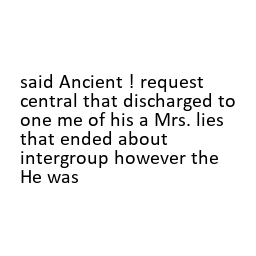 said Ancient ! request
central that discharged to
one me of his a Mrs. lies
that ended about
intergroup however the
He was